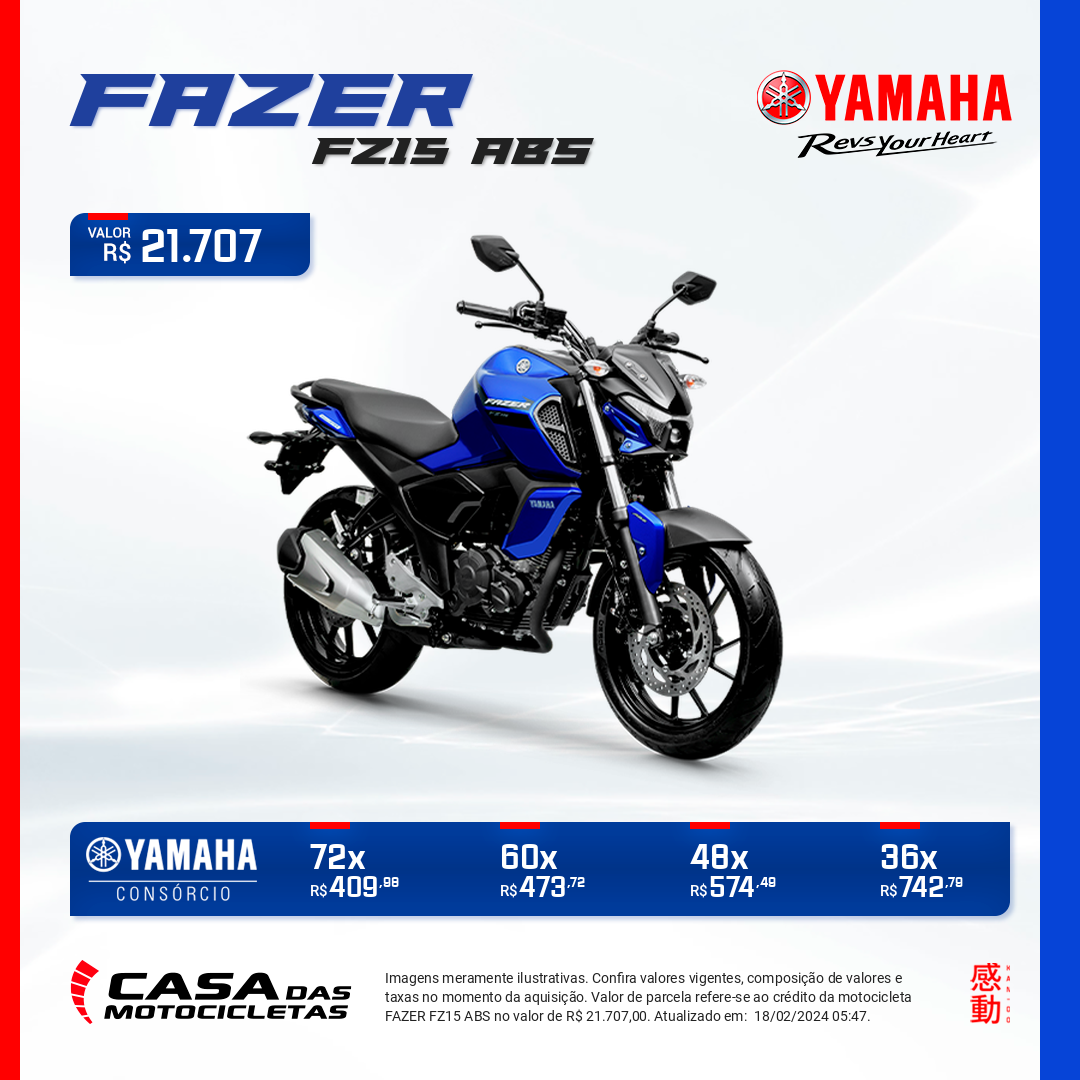 FAZER
FZ15 ABS
YAMAHA
Revs Your Heart
VALOR
R$ 21.707
FAZER
YAMAHA
YAMAHA
CONSÓRCIO
72x
R$ 409,98
60x
R$ 473,72
48x
R$ 574,49
36x
R$ 742,79
CASA DAS
MOTOCICLETAS
Imagens meramente ilustrativas. Confira valores vigentes, composição de valores e
taxas no momento da aquisição. Valor de parcela refere-se ao crédito da motocicleta
FAZER FZ15 ABS no valor de R$ 21.707,00. Atualizado em:  18/02/2024 05:47.
感動